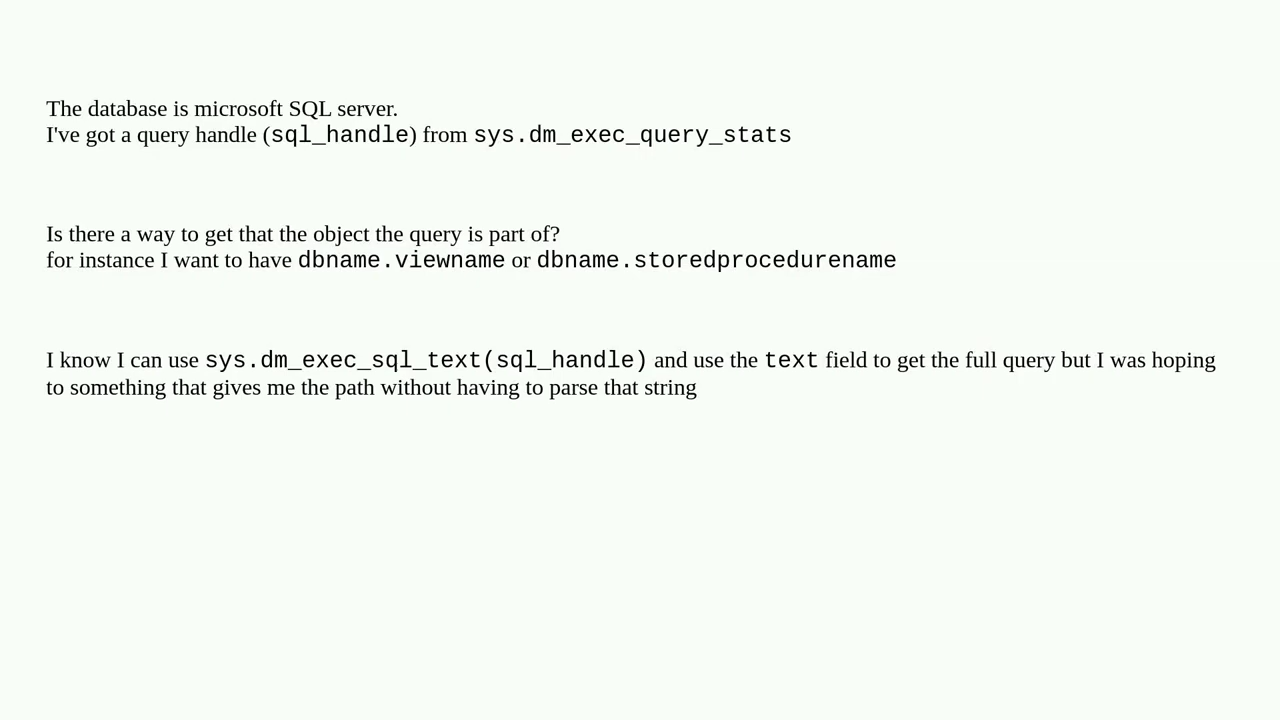 The database is microsoft SQL server.
I've got a query handle (sql_handle) from sys.dm_exec_query_stats
Is there a way to get that the object the query is part of?
for instance I want to have dbname.viewname or dbname.storedprocedurename
I know I can use sys.dm_exec_sql_text(sql_handle) and use the text field to get the full query but I was hoping
to something that gives me the path without having to parse that string